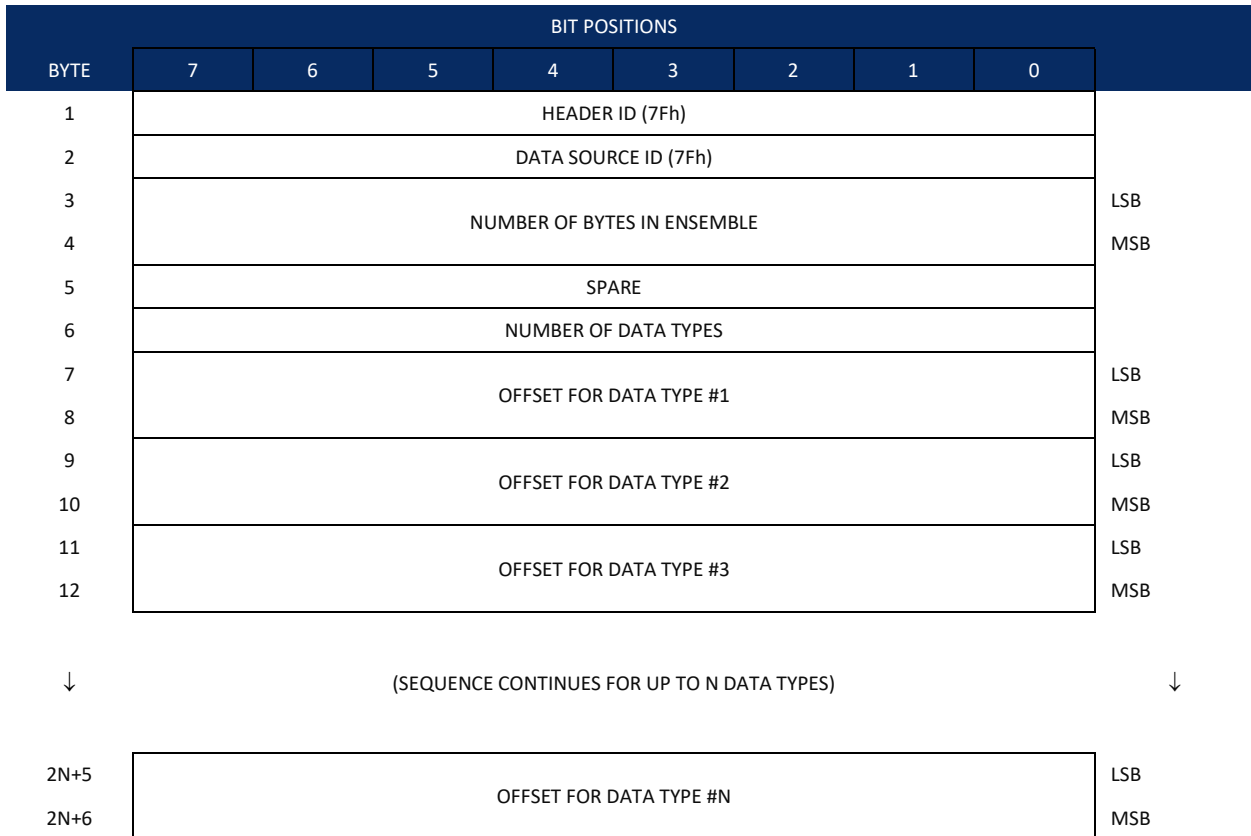 BIT POSITIONS
BYTE 7 6 5 4 3 2 1 0
1 HEADER ID (7Fh)
2 DATA SOURCE ID (7Fh)
3 LSB
NUMBER OF BYTES IN ENSEMBLE
4 MSB
5 SPARE
6 NUMBER OF DATA TYPES
7 LSB
OFFSET FOR DATA TYPE #1
8 MSB
9 LSB
OFFSET FOR DATA TYPE #2
10 MSB
11 LSB
OFFSET FOR DATA TYPE #3
12 MSB
↓ (SEQUENCE CONTINUES FOR UP TO N DATA TYPES) ↓
2N+5 LSB
OFFSET FOR DATA TYPE #N
2N+6 MSB